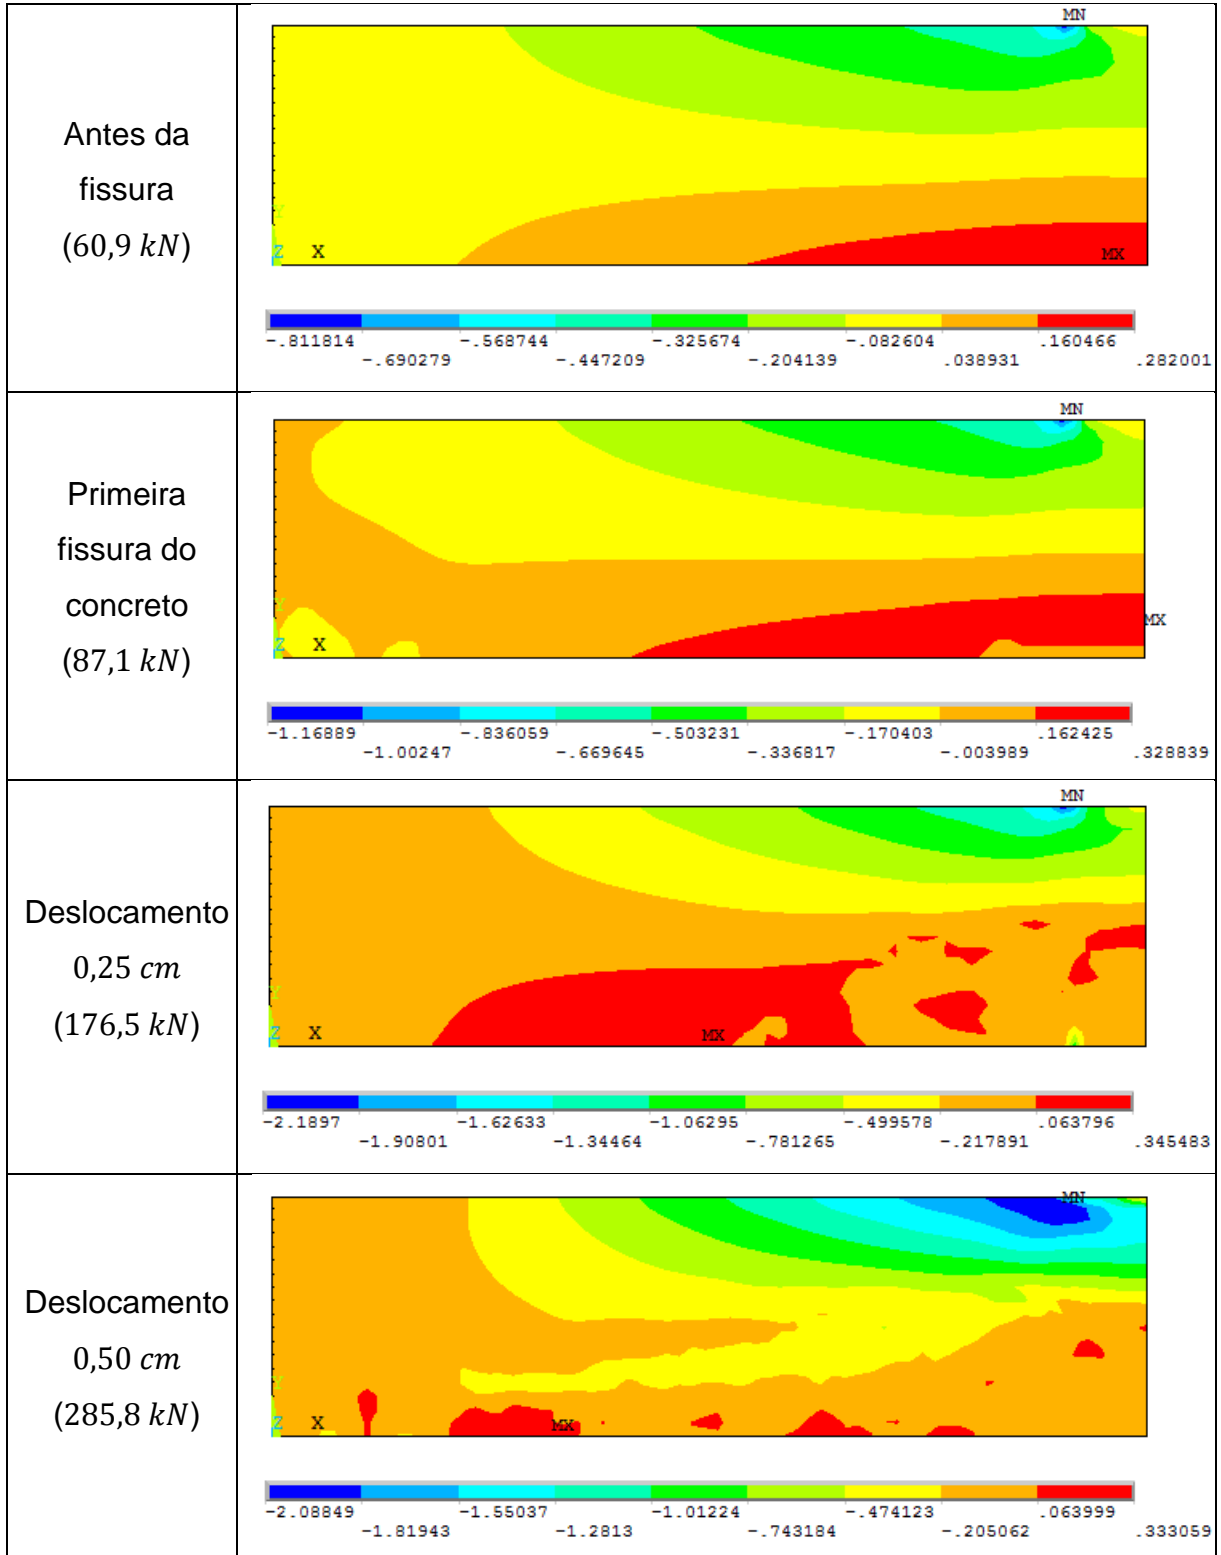 Antes da
fissura
(60,9 kN)
MN
Y
Z X MX
-.811814 -.568744 -.325674 -.082604 .160466
-.690279 -.447209 -.204139 .038931 .282001
Primeira
fissura do
concreto
(87,1 kN)
MN
Y
MX
Z X
-1.16889 -.836059 -.503231 -.170403 .162425
-1.00247 -.669645 -.336817 -.003989 .328839
Deslocamento
0,25 cm
(176,5 kN)
MN
Y
Z X MX
-2.1897 -1.62633 -1.06295 -.499578 .063796
-1.90801 -1.34464 -.781265 -.217891 .345483
Deslocamento
0,50 cm
(285,8 kN)
MN
Y
Z X MX
-2.08849 -1.55037 -1.01224 -.474123 .063999
-1.81943 -1.2813 -.743184 -.205062 .333059